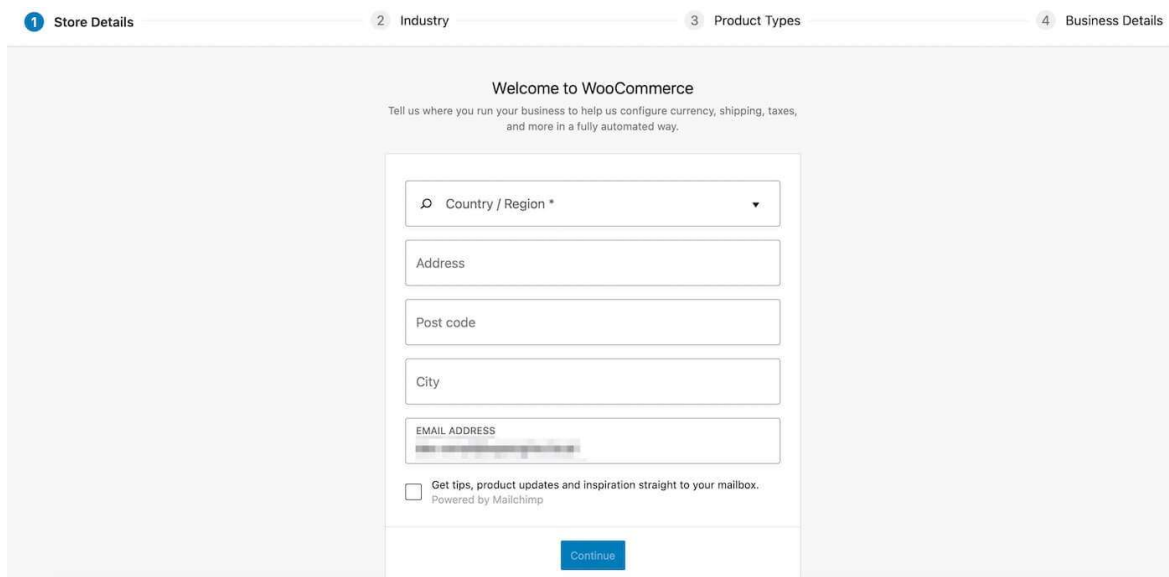 1 Store Details
2 Industry
3 Product Types
4 Business Details
Welcome to WooCommerce
Tell us where you run your business to help us configure currency, shipping, taxes,
and more in a fully automated way.
Country / Region *
Address
Post code
City
EMAIL ADDRESS
Get tips, product updates and inspiration straight to your mailbox.
Powered by Mailchimp
Continue